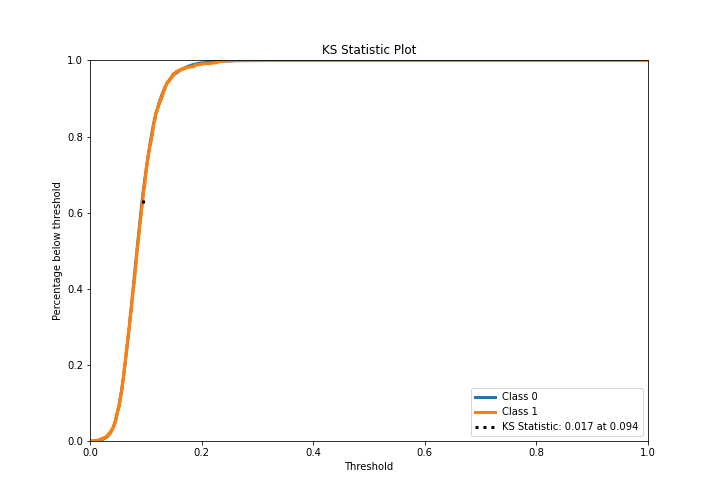 KS Statistic Plot
1.0
0.8
0.6
0.4
0.2
0.0
Percentage below threshold
0.0 0.2 0.4 0.6 0.8 1.0
Threshold
Class 0
Class 1
KS Statistic: 0.017 at 0.094